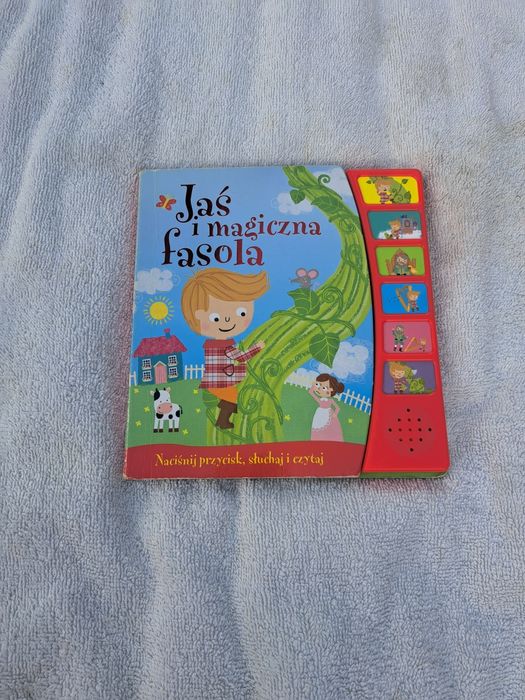 Jaś
i magiczna
fasola
Naciśnij przycisk, słuchaj i czytaj